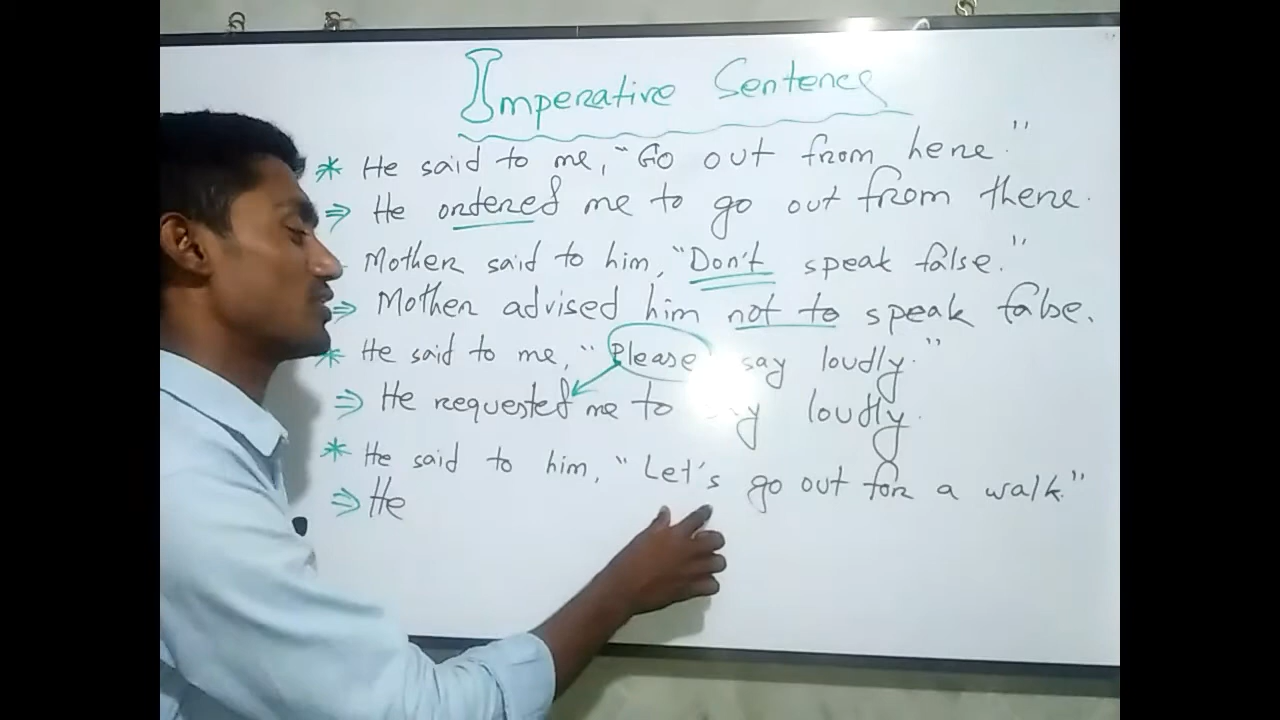 Imperative Sentence
* He said to me, "Go out from here."
⇒ He ordered me to go out from there.
- Mother said to him, "Don't speak false."
⇒ Mother advised him not to speak false.
* He said to me, "Please say loudly."
⇒ He requested me to loudly.
* He said to him, "Let's go out for a walk."
⇒ He